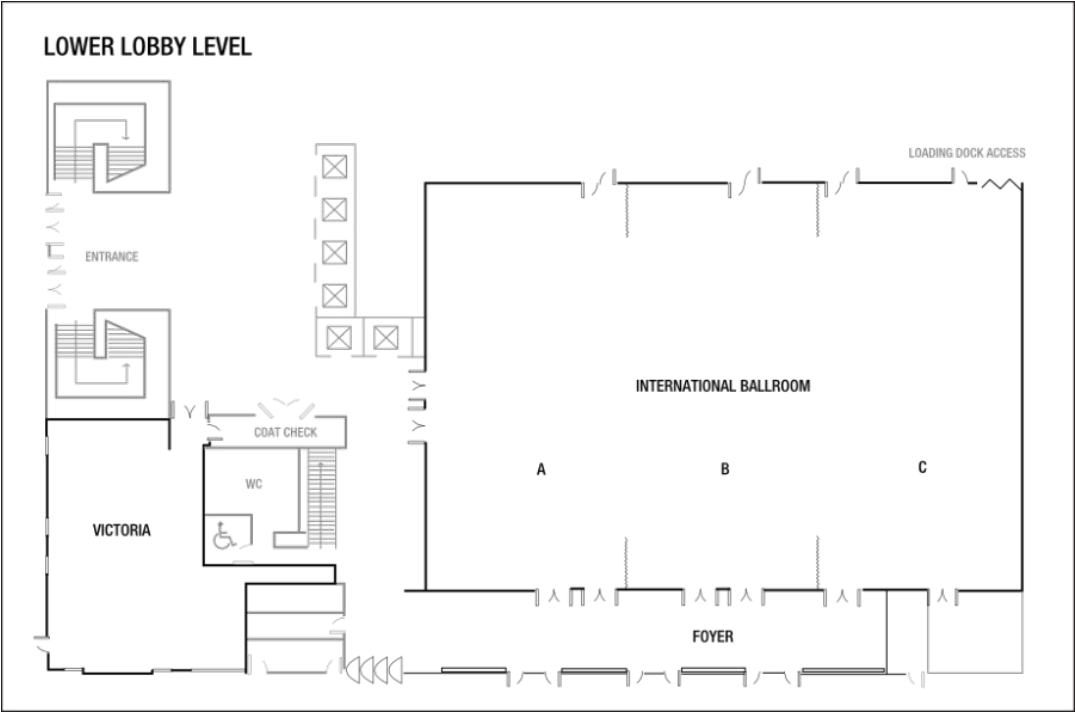 LOWER LOBBY LEVEL
LOADING DOCK ACCESS
ENTRANCE
INTERNATIONAL BALLROOM
COAT CHECK
A
B
C
WC
VICTORIA
FOYER